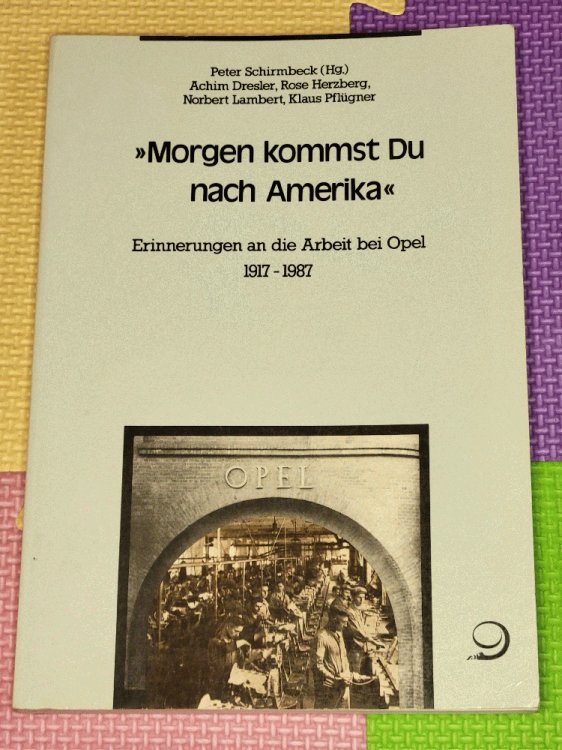 Peter Schirmbeck (Hg.)
Achim Dresler, Rose Herzberg,
Norbert Lambert, Klaus Pflügner
»Morgen kommst Du
nach Amerika«
Erinnerungen an die Arbeit bei Opel
1917 - 1987
OPEL